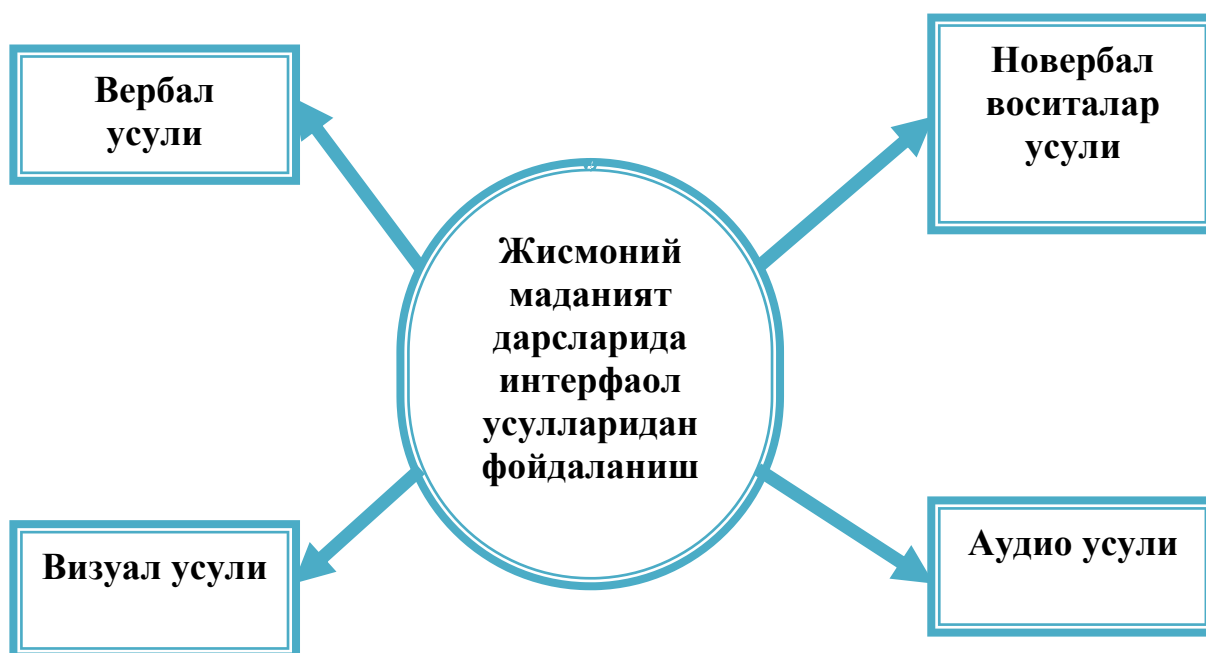 Вербал
усули
Новербал
воситалар
усули
Жисмоний
маданият
дарсларида
интерфаол
усулларидан
фойдаланиш
Визуал усули
Аудио усули